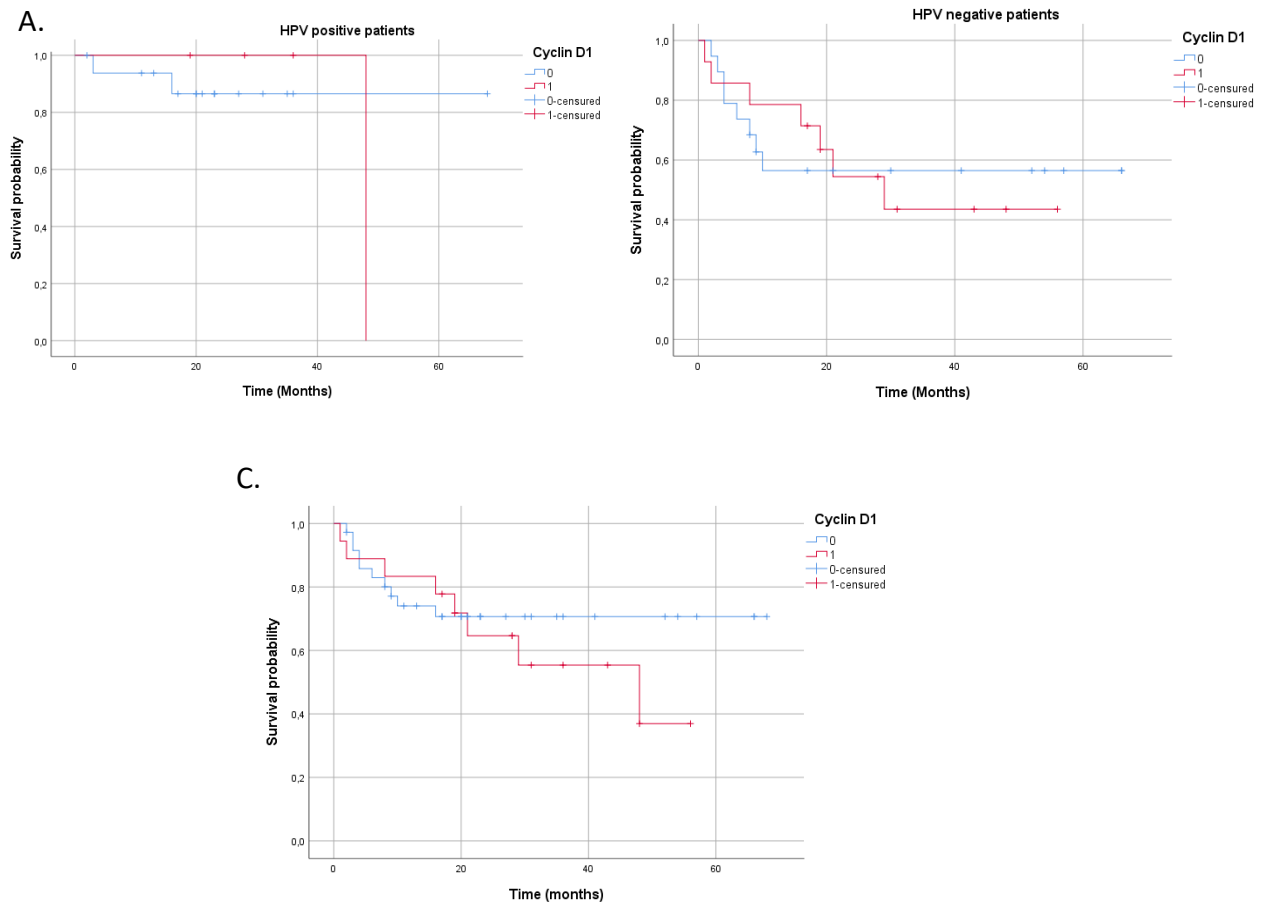 A.
HPV positive patients
Cyclin D1
0
1
0-censured
1-censured
1,0
0,8
0,6
0,4
0,2
0,0
Survival probability
0
20
40
60
Time (Months)
HPV negative patients
Cyclin D1
0
1
0-censured
1-censured
1,0
0,8
0,6
0,4
0,2
0,0
Survival probability
0
20
40
60
Time (Months)
C.
Cyclin D1
0
1
0-censured
1-censured
1,0
0,8
0,6
0,4
0,2
0,0
Survival probability
0
20
40
60
Time (months)